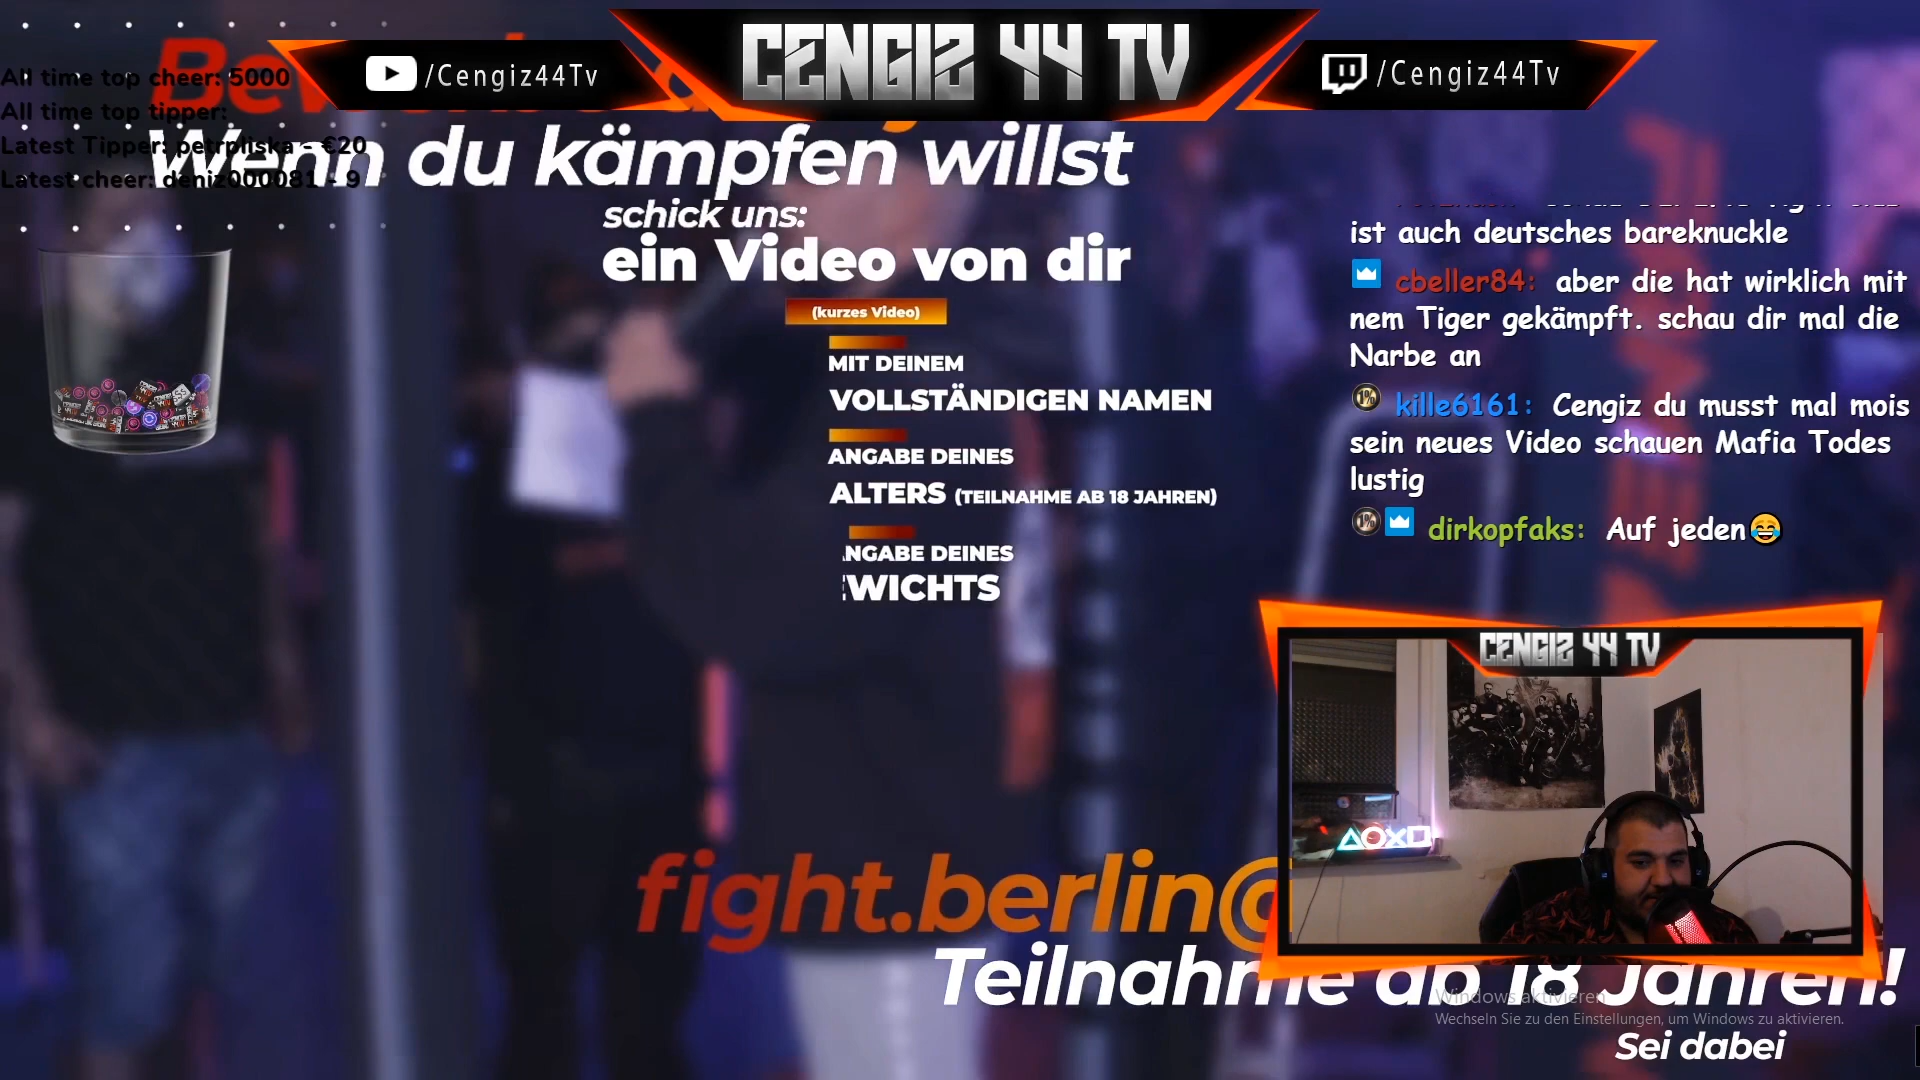 CENGIZ 44 TV
/Cengiz44Tv
/Cengiz44Tv
All time top cheer: 5000
All time top tipper:
Latest Tipper: petrpliska - €20
Latest cheer: deniz000081 - 9
Wenn du kämpfen willst
schick uns:
ein Video von dir
(kurzes Video)
MIT DEINEM
VOLLSTÄNDIGEN NAMEN
ANGABE DEINES
ALTERS (TEILNAHME AB 18 JAHREN)
NGABE DEINES
WICHTS
ist auch deutsches bareknuckle
cbeller84: aber die hat wirklich mit
nem Tiger gekämpft. schau dir mal die
Narbe an
kille6161: Cengiz du musst mal mois
sein neues Video schauen Mafia Todes
lustig
dirkopfaks: Auf jeden😂
CENGIZ 44 TV
fight.berlin@
Teilnahme ab 18 Jahren!
Windows aktivieren
Wechseln Sie zu den Einstellungen, um Windows zu aktivieren.
Sei dabei